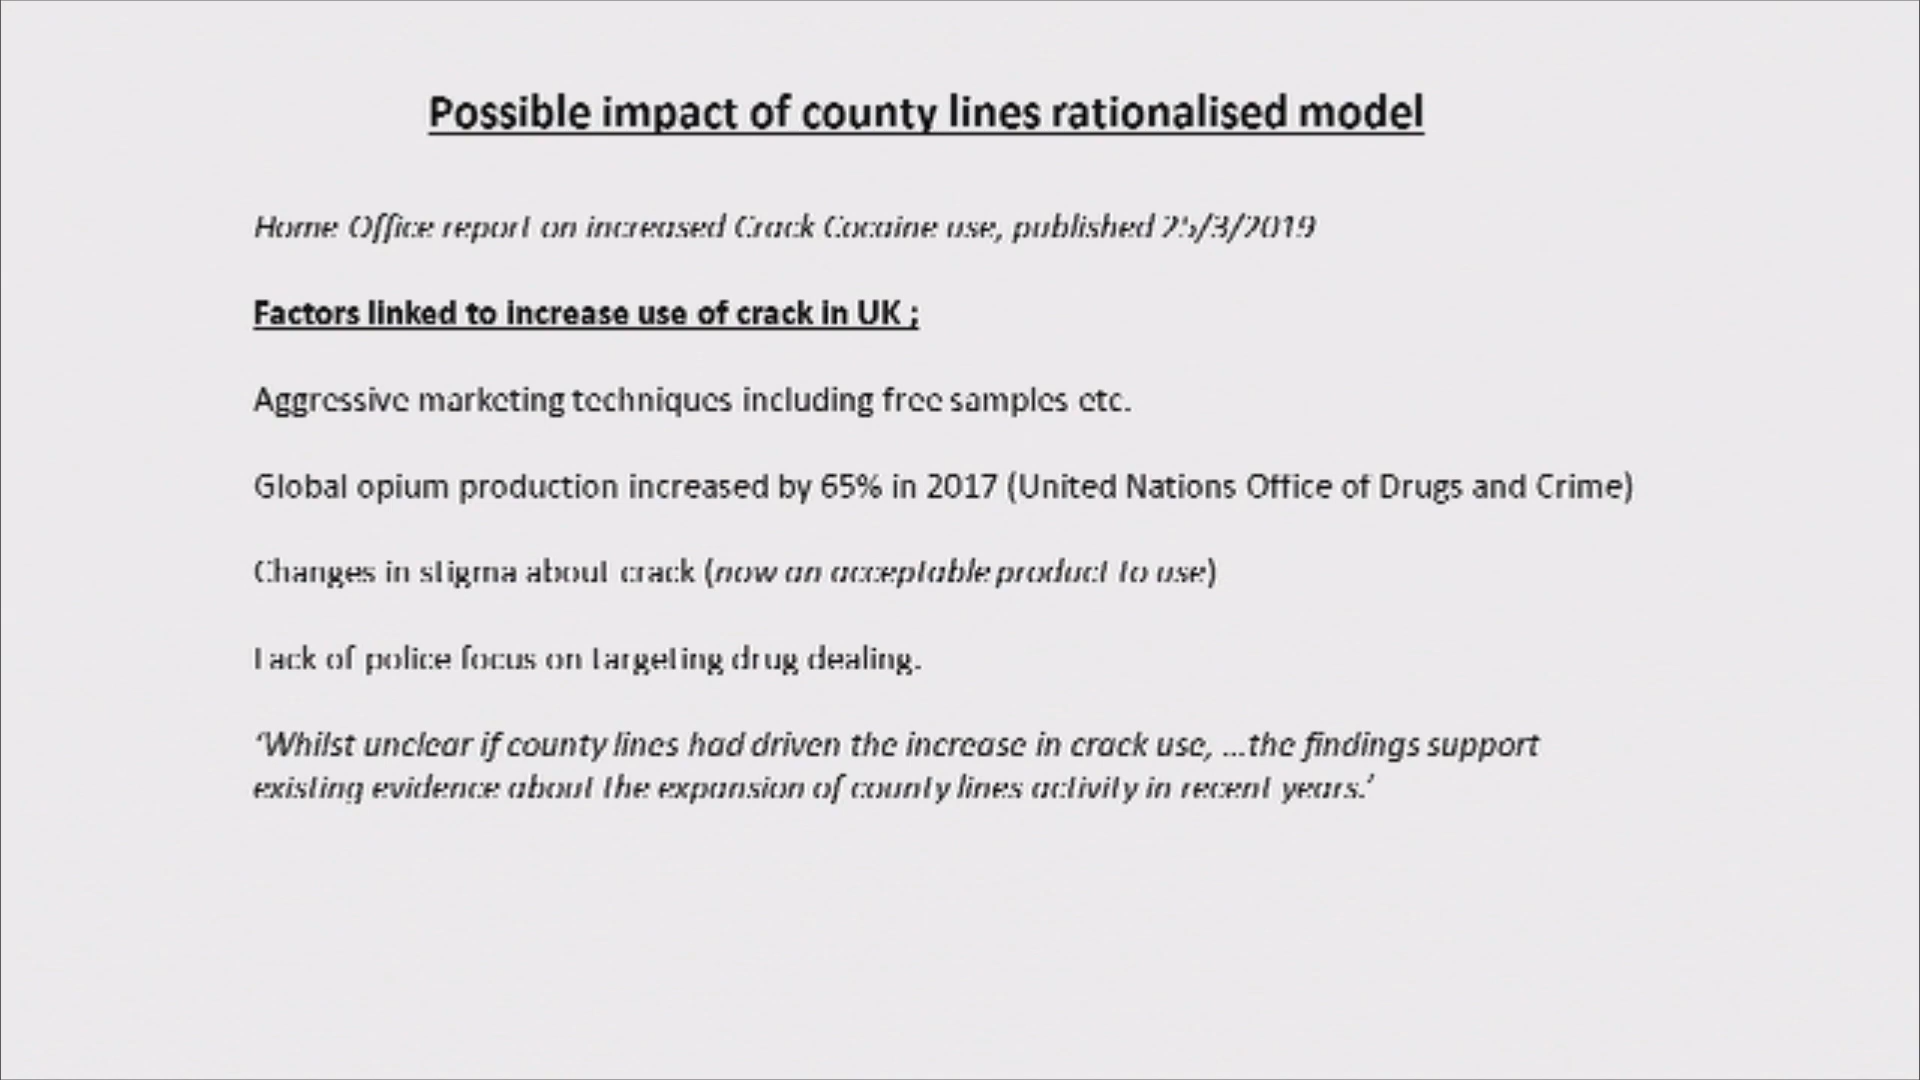 Possible impact of county lines rationalised model
Home Office report on increased Crack Cocaine use, published 25/3/2019
Factors linked to increase use of crack in UK ;
Aggressive marketing techniques including free samples etc.
Global opium production increased by 65% in 2017 (United Nations Office of Drugs and Crime)
Changes in stigma about crack (now an acceptable product to use)
Lack of police focus on targeting drug dealing.
‘Whilst unclear if county lines had driven the increase in crack use, ...the findings support
existing evidence about the expansion of county lines activity in recent years.’